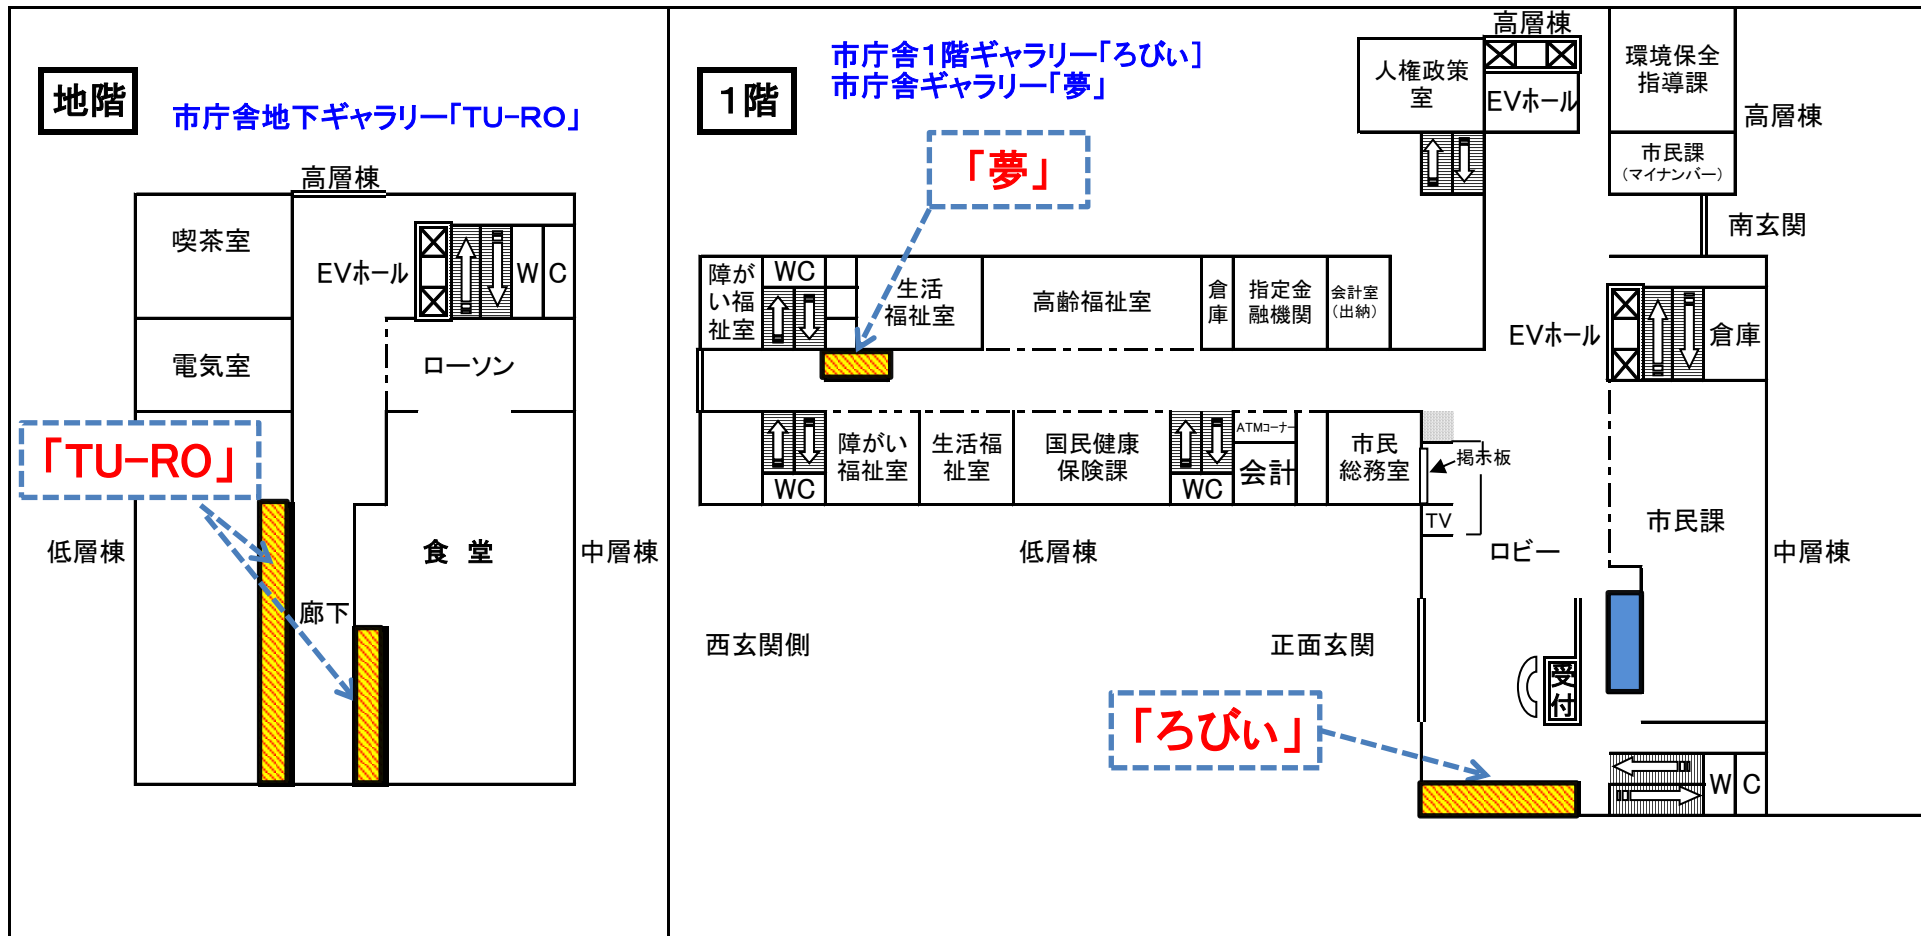 地階
市庁舎地下ギャラリー「TU-RO」
高層棟
喫茶室
EVホール
W C
電気室
ローソン
「TU-RO」
低層棟
食 堂
中層棟
廊下
1階
市庁舎1階ギャラリー「ろびぃ]
市庁舎ギャラリー「夢」
「夢」
高層棟
人権政策
室
EVホール
環境保全
指導課
高層棟
市民課
(マイナンバー)
南玄関
障がい福祉室
WC
生活
福祉室
高齢福祉室
倉庫
指定金
融機関
会計室
(出納)
EVホール
倉庫
障がい
福祉室
生活福
祉室
国民健康
保険課
ATMコーナー
会計
市民
総務室
掲示板
WC
WC
TV
市民課
低層棟
ロビー
中層棟
西玄関側
正面玄関
受付
「ろびぃ」
W C